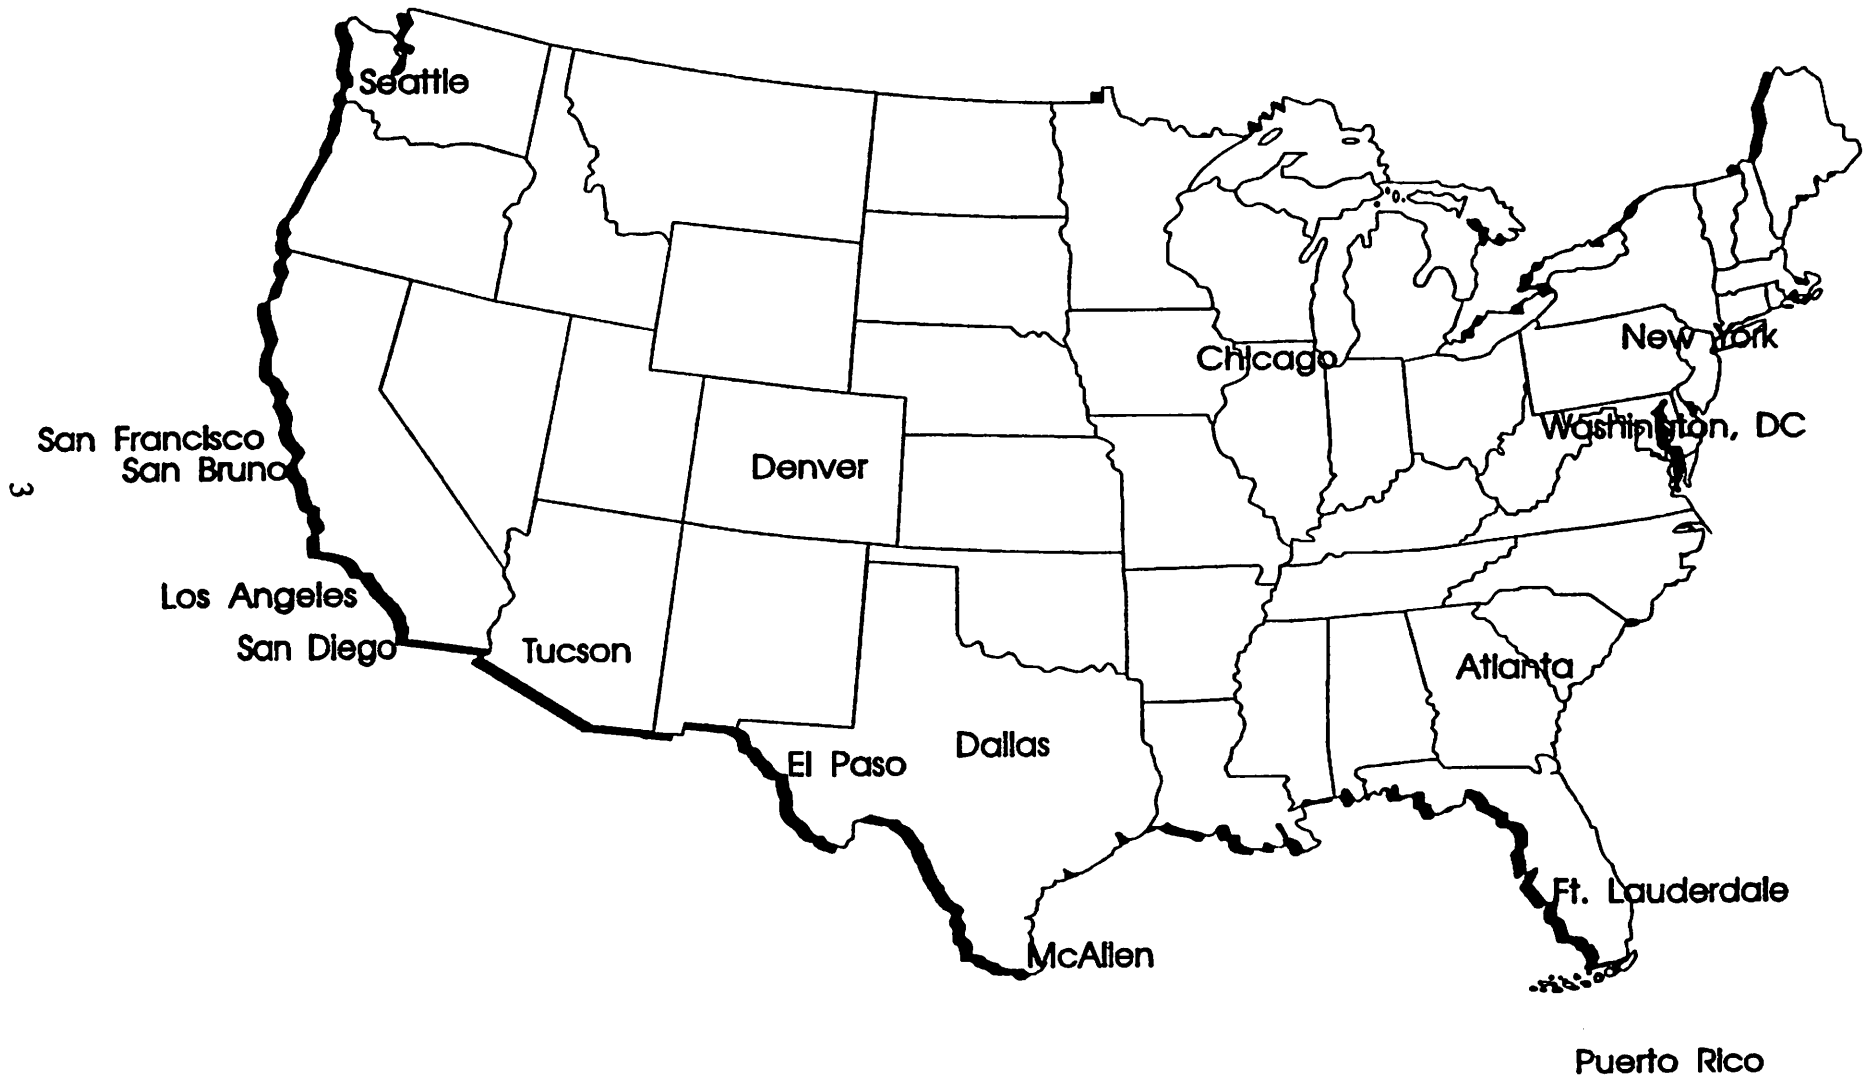 Seattle
New York
Chicago
Washington, DC
San Francisco
San Bruno
Denver
3
Los Angeles
San Diego
Tucson
Atlanta
Dallas
El Paso
Ft. Lauderdale
McAllen
Puerto Rico